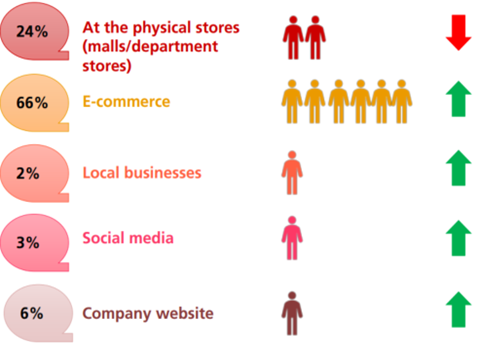 24%
At the physical stores
(malls/department
stores)
66%
E-commerce
2%
Local businesses
3%
Social media
6%
Company website